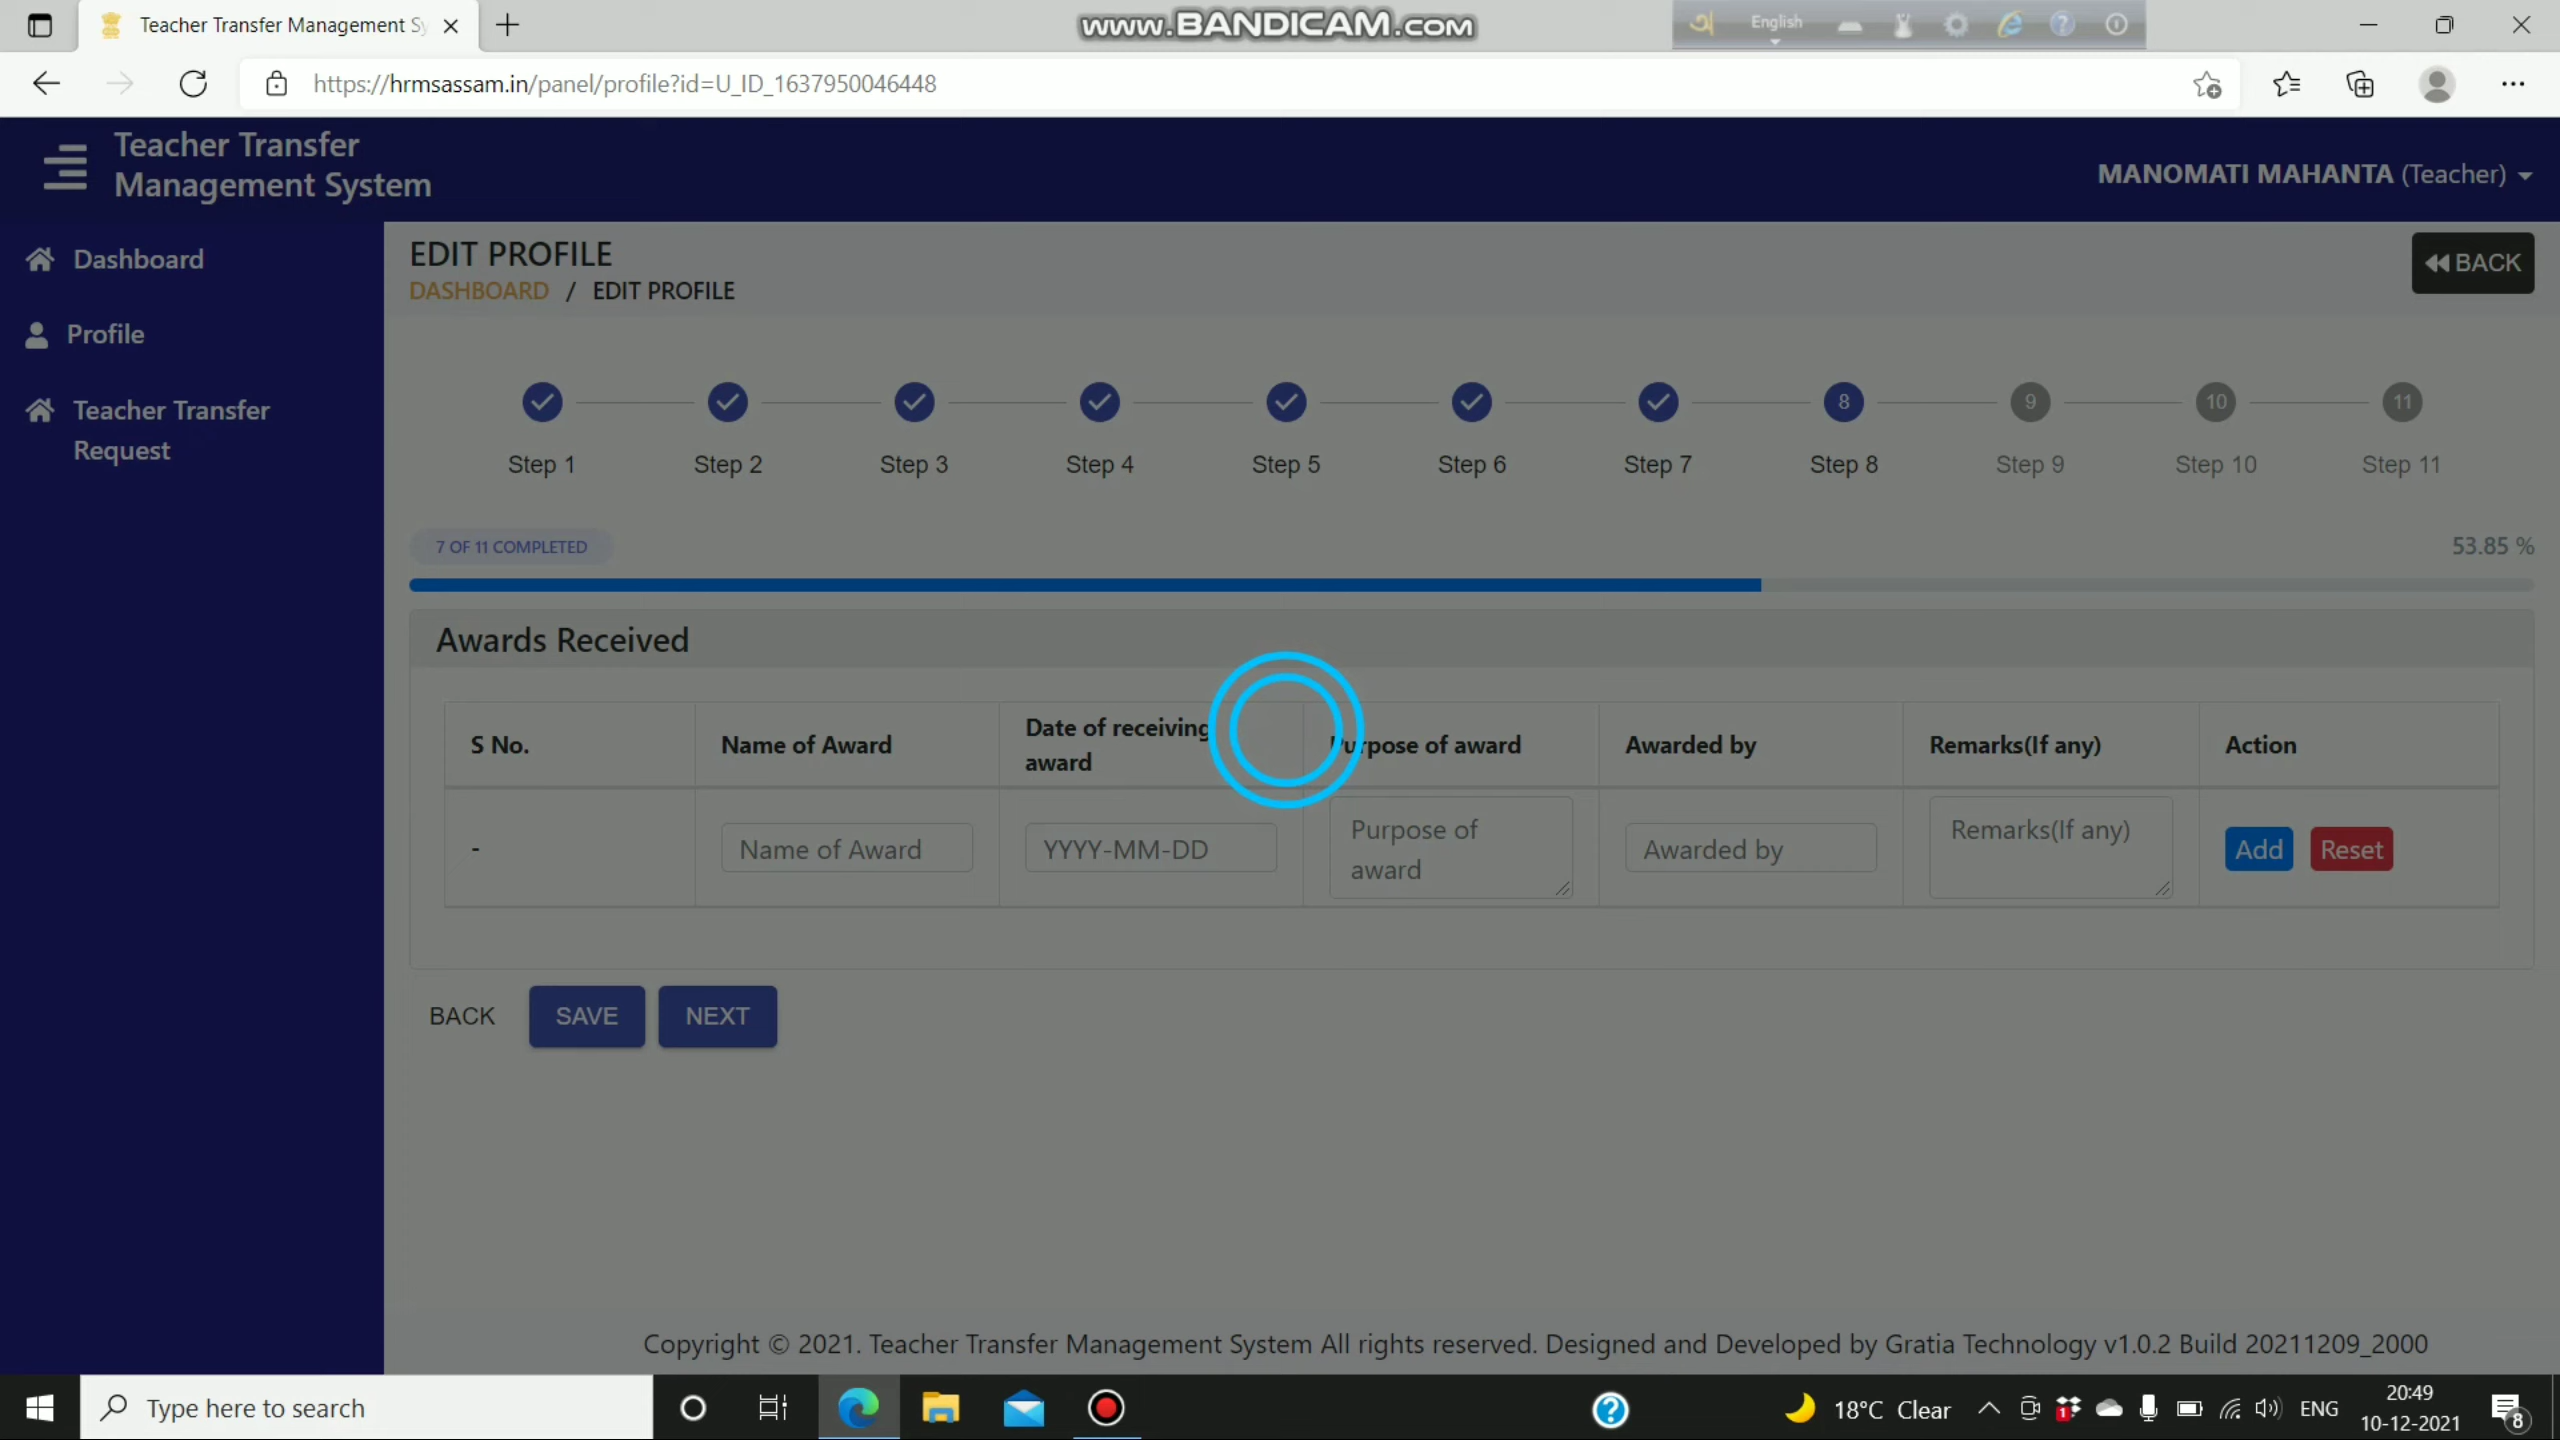 Teacher Transfer Management Sy
www.BANDICAM.com
English
https://hrmsassam.in/panel/profile?id=U_ID_1637950046448
Teacher Transfer
Management System
MANOMATI MAHANTA (Teacher)
Dashboard
Profile
Teacher Transfer
Request
EDIT PROFILE
DASHBOARD / EDIT PROFILE
BACK
8
9
10
11
Step 1
Step 2
Step 3
Step 4
Step 5
Step 6
Step 7
Step 8
Step 9
Step 10
Step 11
7 OF 11 COMPLETED
53.85 %
Awards Received
S No.
Name of Award
Date of receiving
award
Purpose of award
Awarded by
Remarks(If any)
Action
-
Name of Award
YYYY-MM-DD
Purpose of
award
Awarded by
Remarks(If any)
Add
Reset
BACK
SAVE
NEXT
Copyright © 2021. Teacher Transfer Management System All rights reserved. Designed and Developed by Gratia Technology v1.0.2 Build 20211209_2000
Type here to search
18°C Clear
1
ENG
20:49
10-12-2021
8